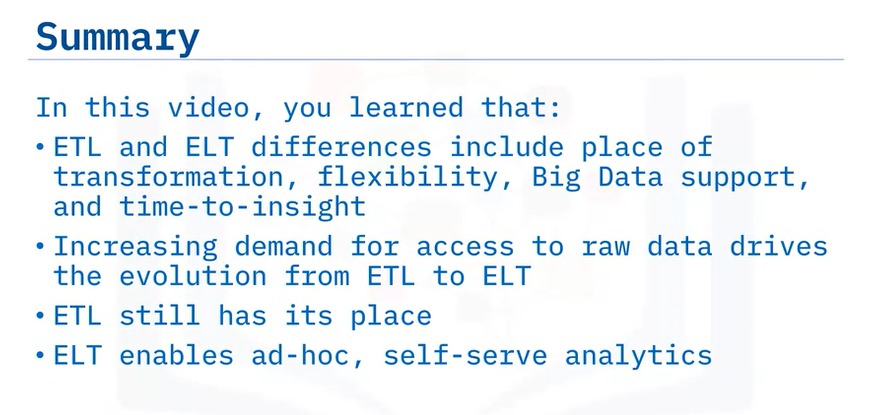 Summary
In this video, you learned that:
• ETL and ELT differences include place of
transformation, flexibility, Big Data support,
and time-to-insight
• Increasing demand for access to raw data drives
the evolution from ETL to ELT
• ETL still has its place
• ELT enables ad-hoc, self-serve analytics